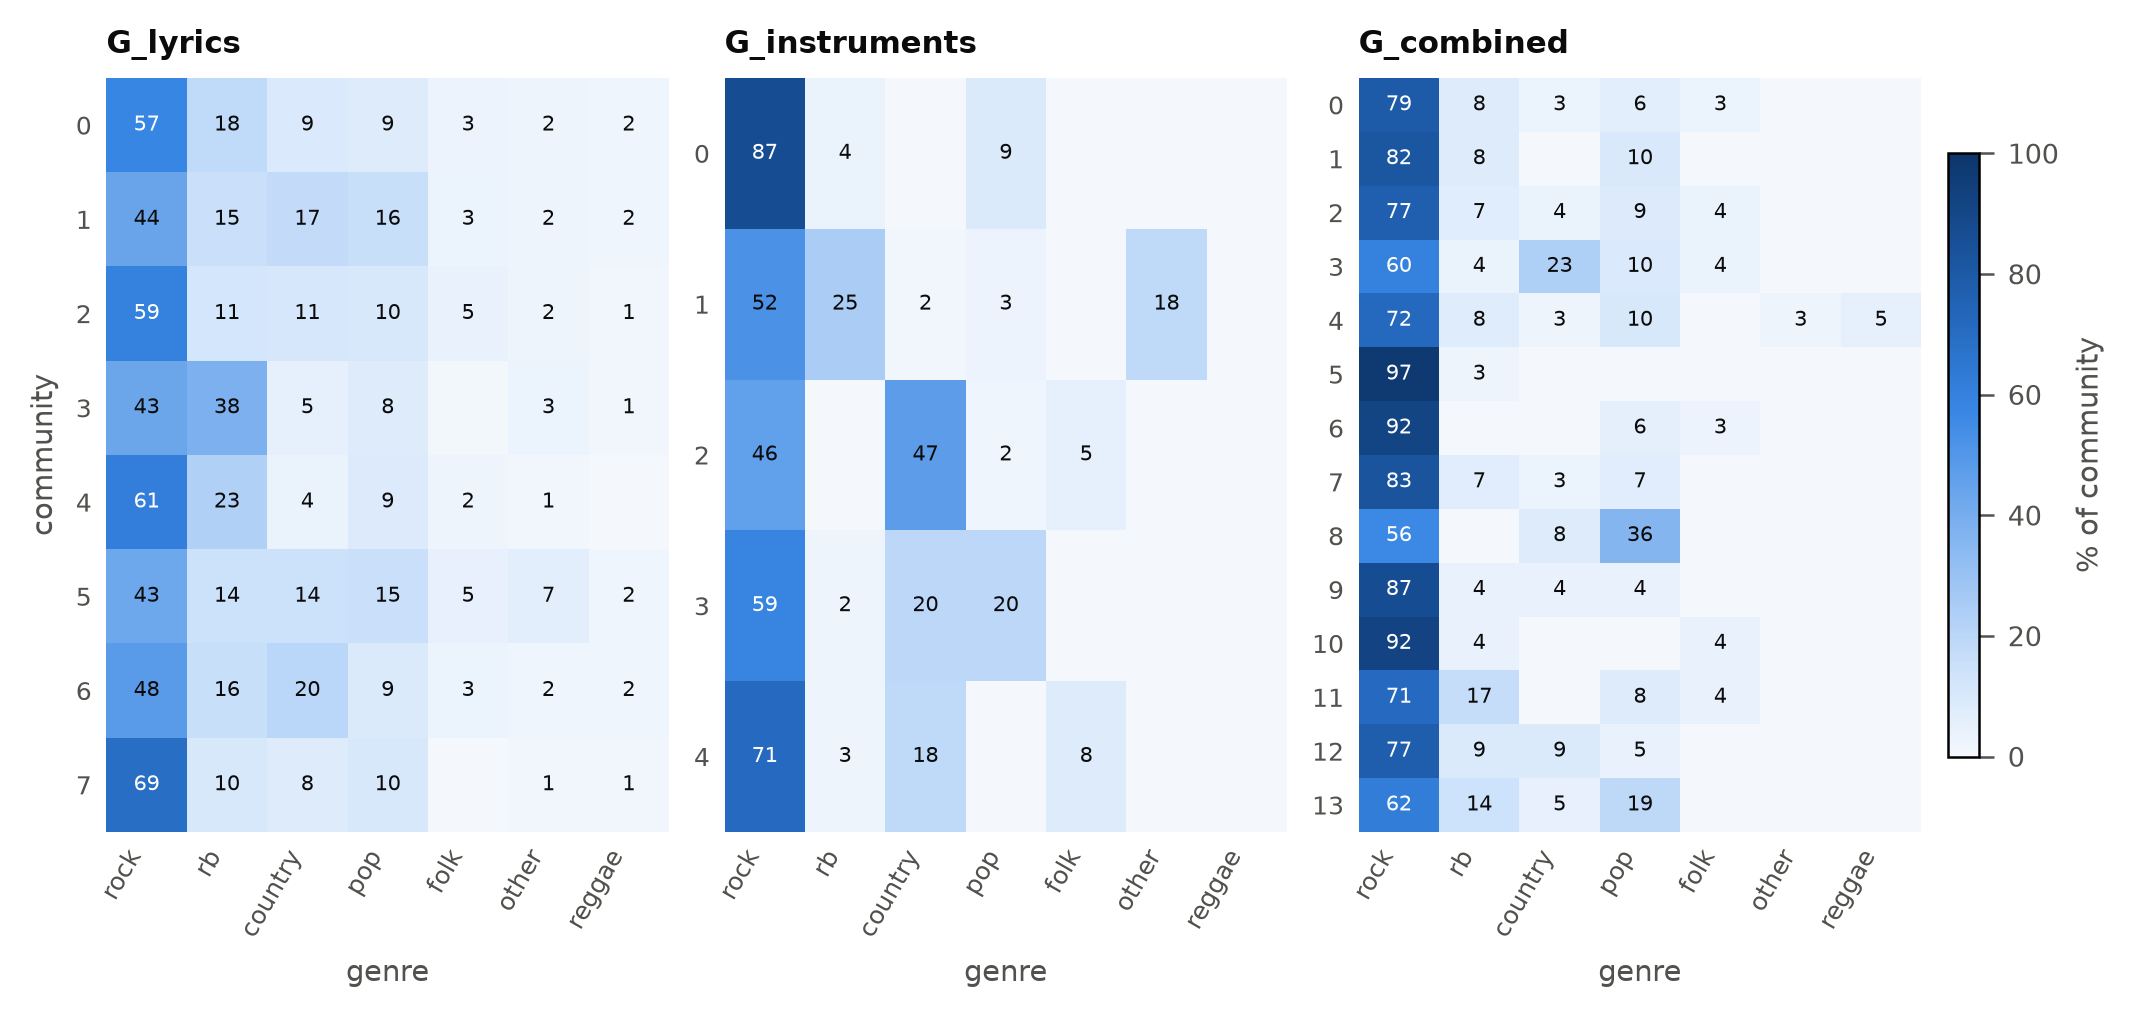 G_lyrics
G_instruments
G_combined
community
0 57 18 9 9 3 2 2
1 44 15 17 16 3 2 2
2 59 11 11 10 5 2 1
3 43 38 5 8 3 1
4 61 23 4 9 2 1
5 43 14 14 15 5 7 2
6 48 16 20 9 3 2 2
7 69 10 8 10 1 1
rock rb country pop folk other reggae
genre
0 87 4 9
1 52 25 2 3 18
2 46 47 2 5
3 59 2 20 20
4 71 3 18 8
rock rb country pop folk other reggae
genre
0 79 8 3 6 3
1 82 8 10
2 77 7 4 9 4
3 60 4 23 10 4
4 72 8 3 10 3 5
5 97 3
6 92 6 3
7 83 7 3 7
8 56 8 36
9 87 4 4 4
10 92 4 4
11 71 17 8 4
12 77 9 9 5
13 62 14 5 19
rock rb country pop folk other reggae
genre
100
80
60
40
20
0
% of community